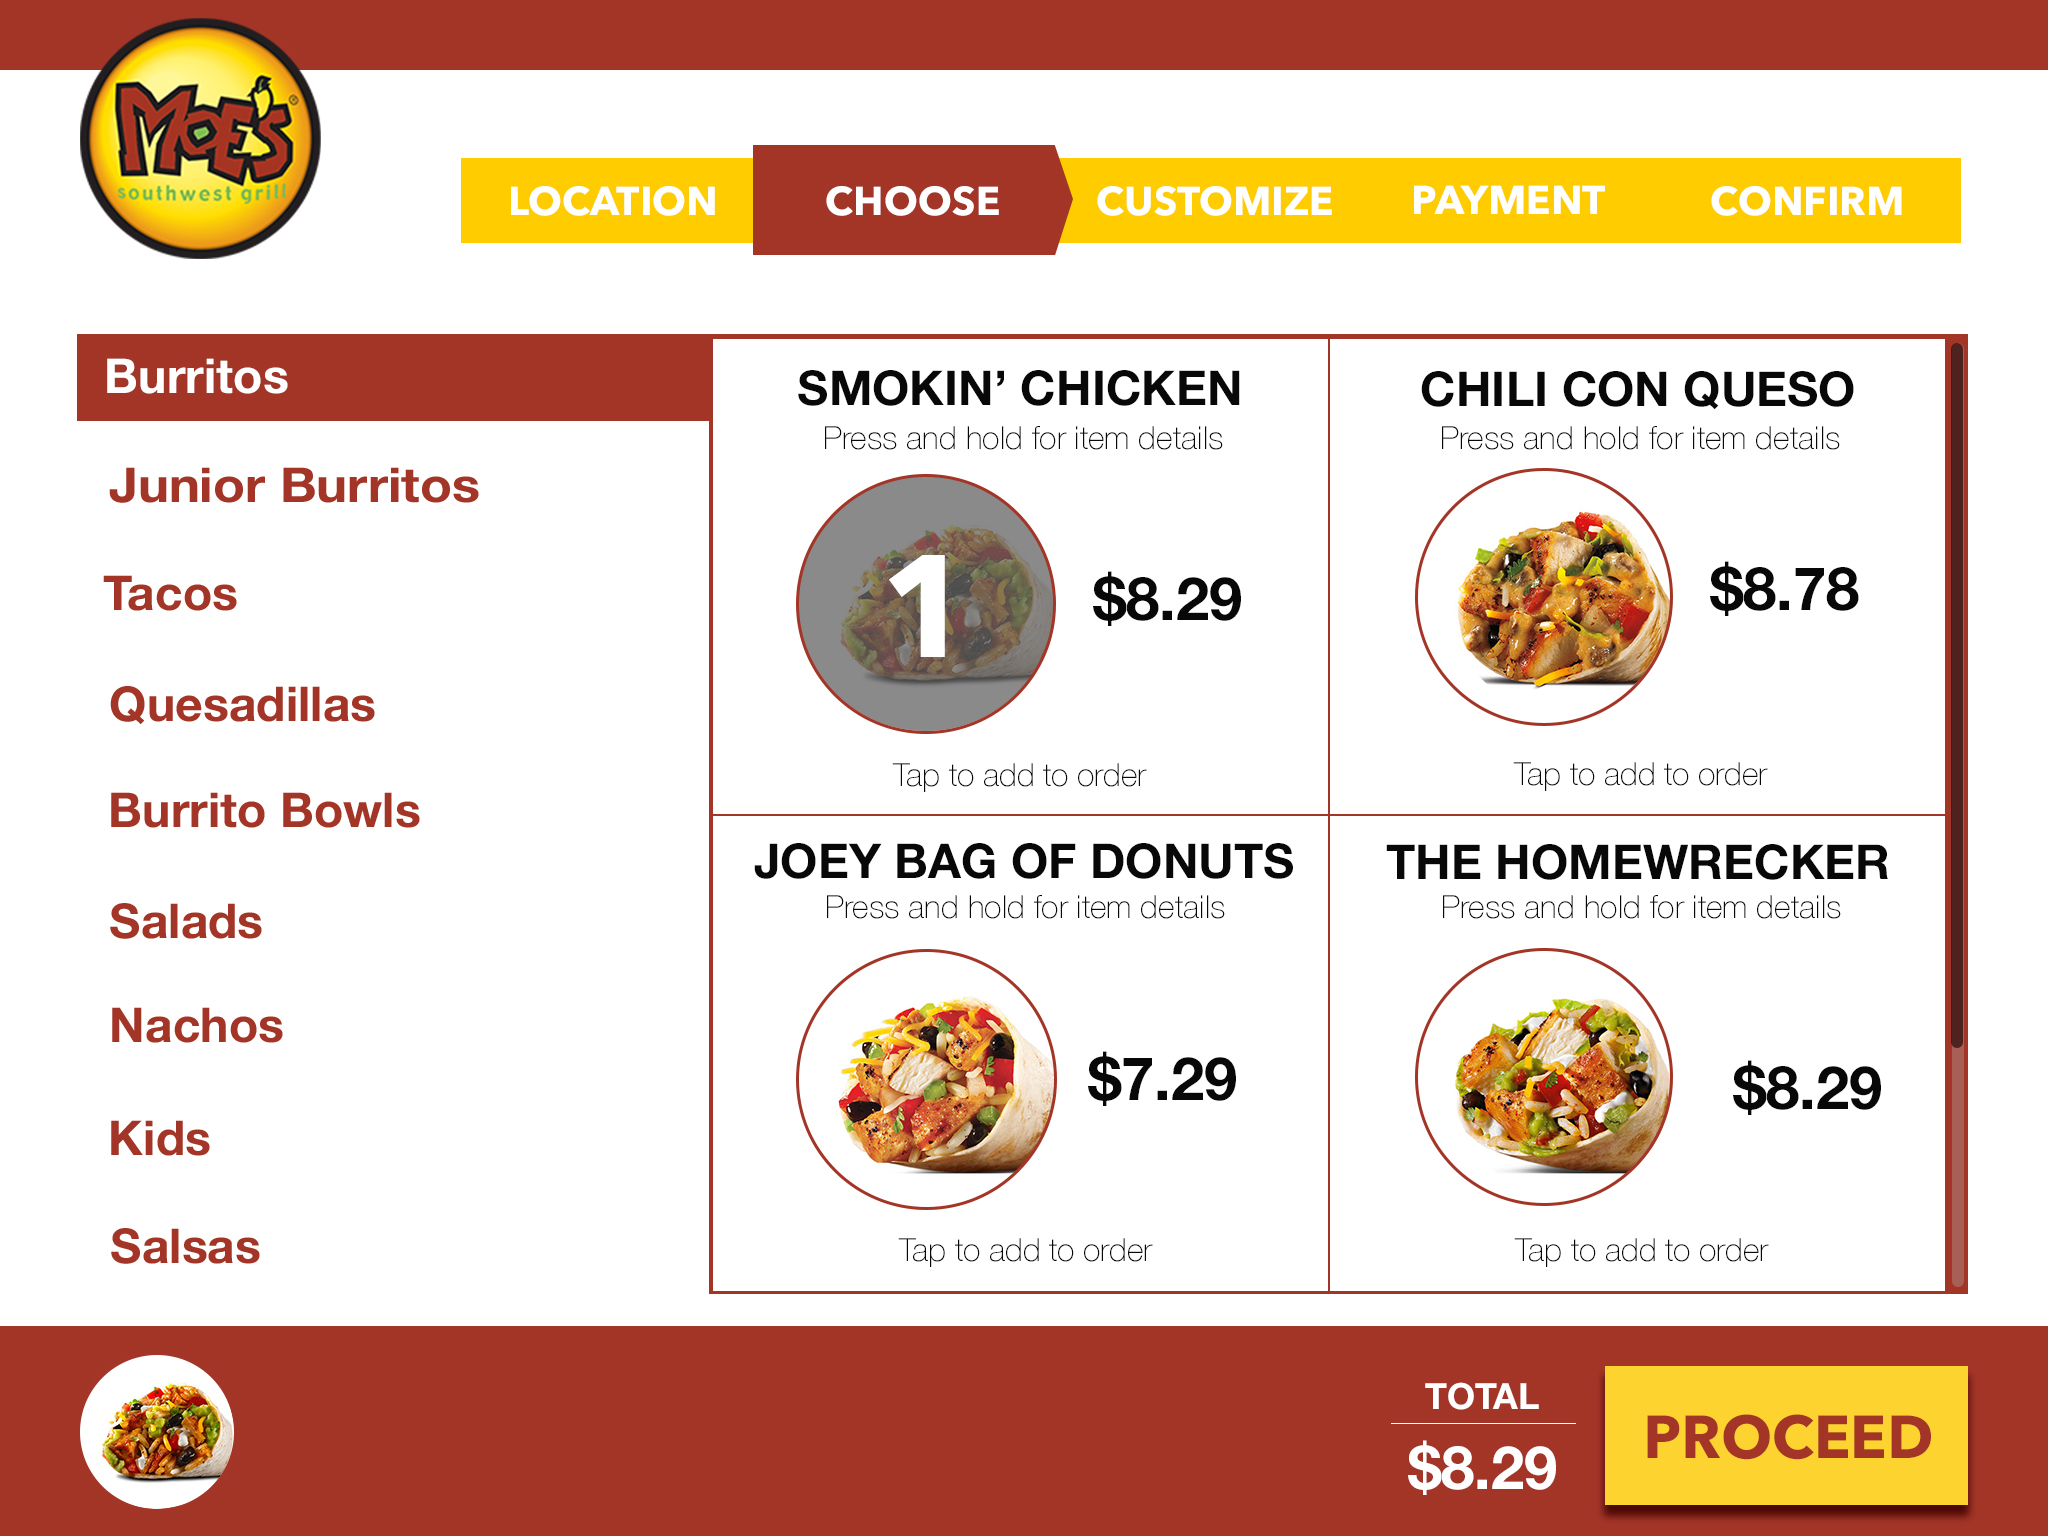 MOE'S®
southwest grill
LOCATION CHOOSE CUSTOMIZE PAYMENT CONFIRM
Burritos
Junior Burritos
Tacos
Quesadillas
Burrito Bowls
Salads
Nachos
Kids
Salsas
SMOKIN’ CHICKEN
Press and hold for item details
1
$8.29
Tap to add to order
CHILI CON QUESO
Press and hold for item details
$8.78
Tap to add to order
JOEY BAG OF DONUTS
Press and hold for item details
$7.29
Tap to add to order
THE HOMEWRECKER
Press and hold for item details
$8.29
Tap to add to order
TOTAL
$8.29
PROCEED